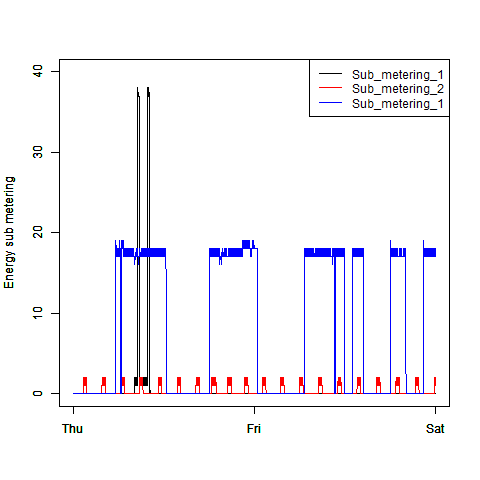 Sub_metering_1
Sub_metering_2
Sub_metering_1
Energy sub metering
40
30
20
10
0
Thu
Fri
Sat